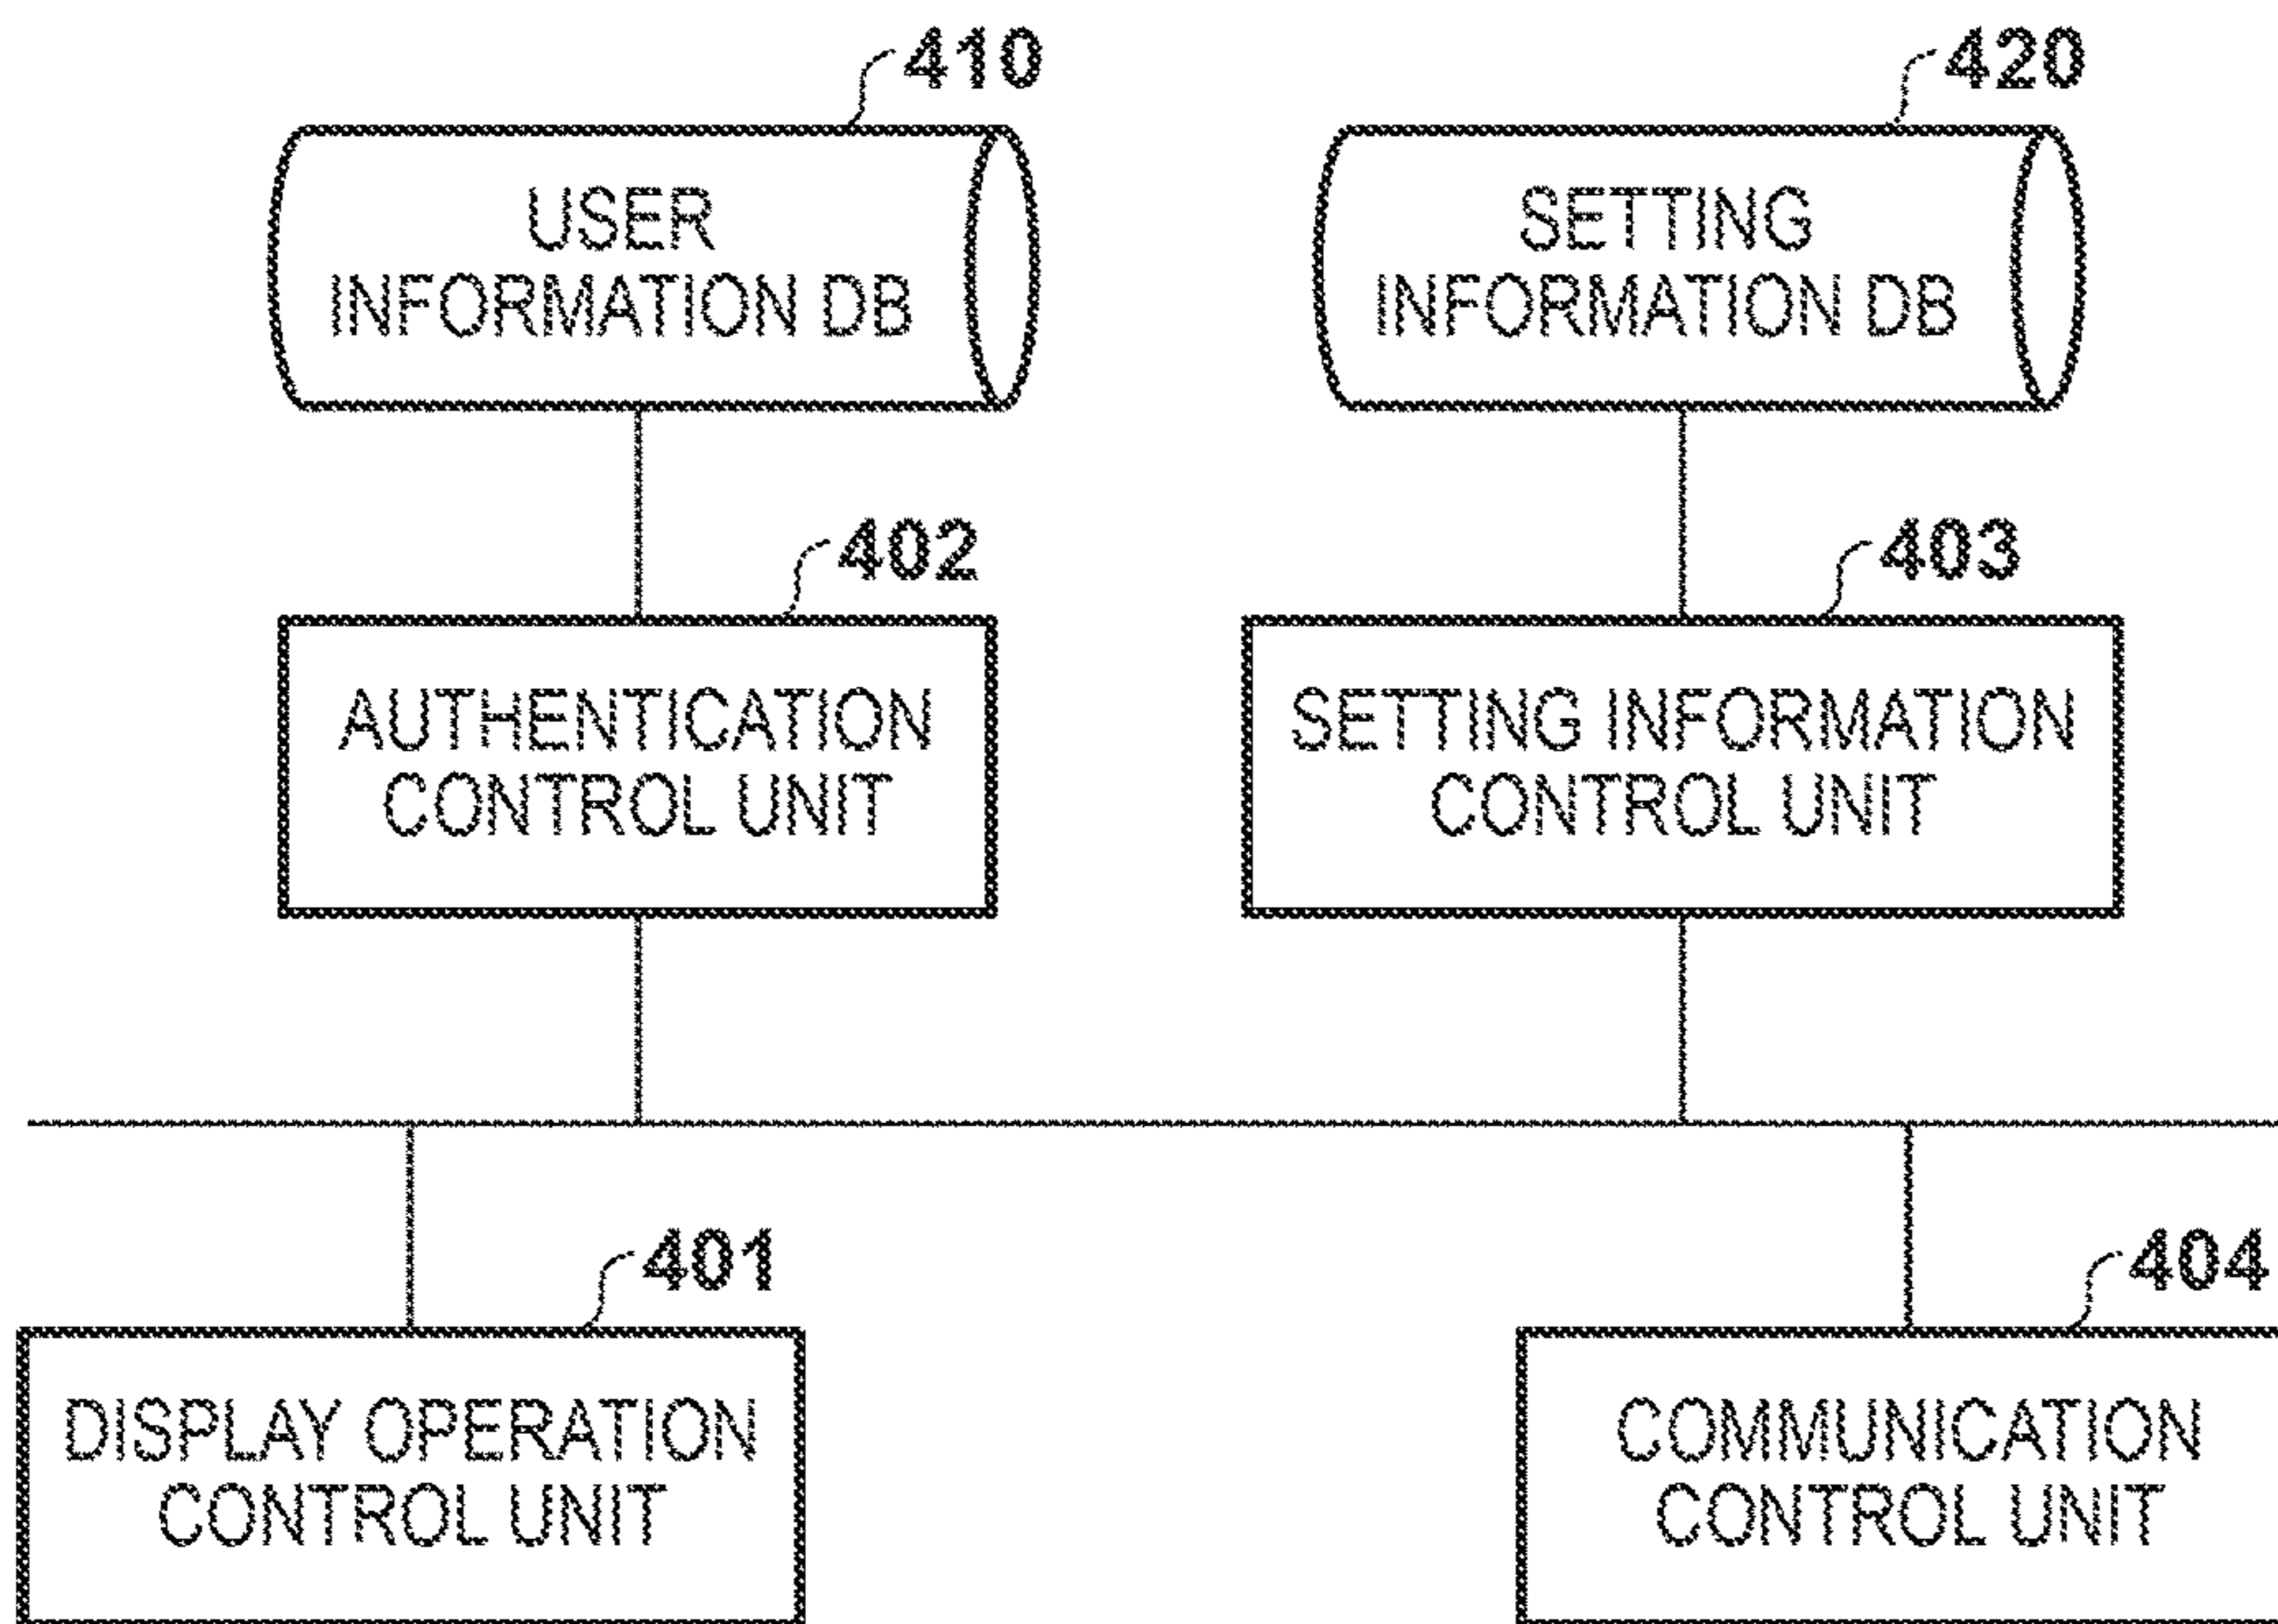 410
USER
INFORMATION DB
420
SETTING
INFORMATION DB
402
AUTHENTICATION
CONTROL UNIT
403
SETTING INFORMATION
CONTROL UNIT
401
DISPLAY OPERATION
CONTROL UNIT
404
COMMUNICATION
CONTROL UNIT